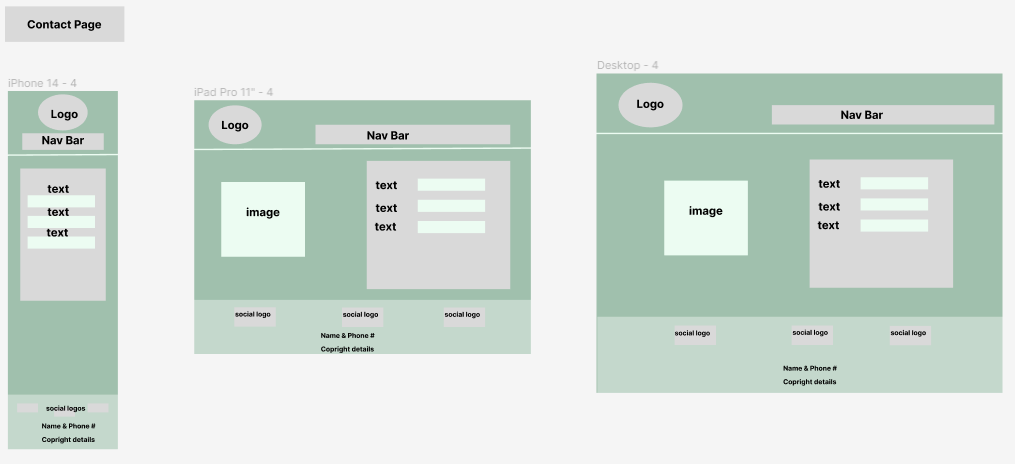 Contact Page
iPhone 14 - 4
Logo
Nav Bar
text
text
text
social logos
Name & Phone #
Copright details
iPad Pro 11" - 4
Logo
Nav Bar
image
text
text
text
social logo
social logo
social logo
Name & Phone #
Copright details
Desktop - 4
Logo
Nav Bar
image
text
text
text
social logo
social logo
social logo
Name & Phone #
Copright details